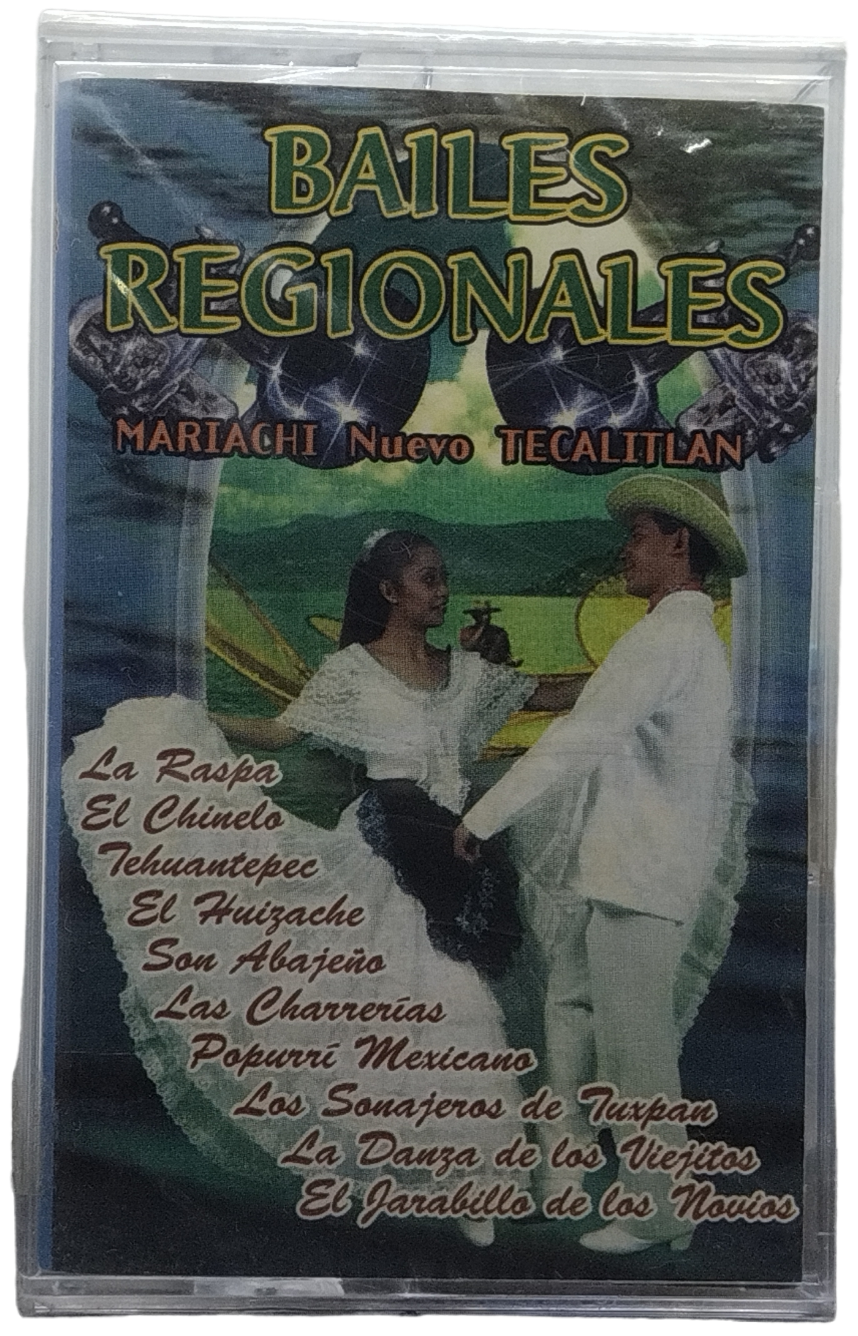 BAILES
REGIONALES
MARIACHI Nuevo TECALITLAN
La Raspa
El Chinelo
Tehuantepec
El Huizache
Son Abajeño
Las Charrerías
Popurrí Mexicano
Los Sonajeros de Tuxpan
La Danza de los Viejitos
El Jarabillo de los Novios